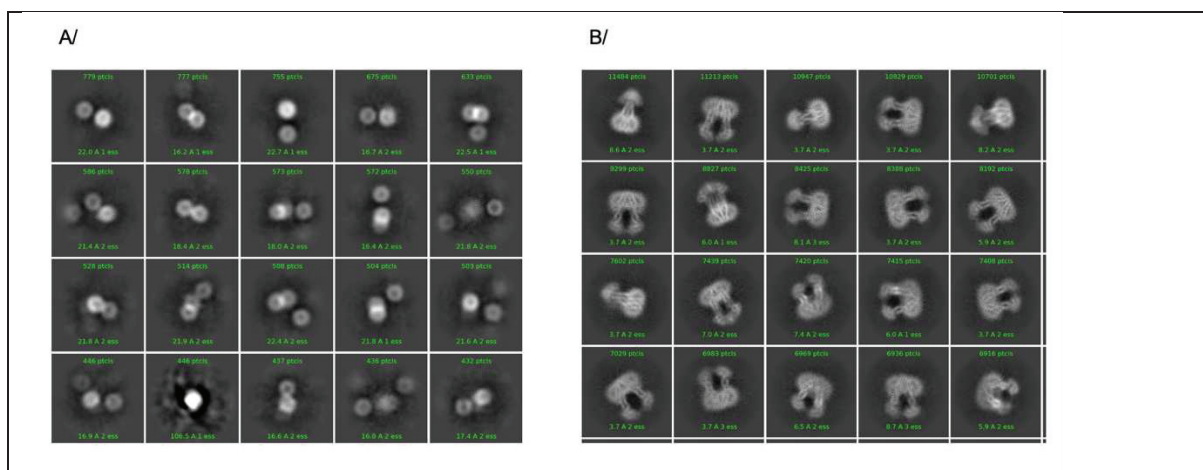 A/
B/
779 ptcls 777 ptcls 755 ptcls 675 ptcls 633 ptcls
22.0 A 1 ess 16.2 A 1 ess 22.7 A 1 ess 16.7 A 2 ess 22.5 A 1 ess
586 ptcls 578 ptcls 573 ptcls 572 ptcls 550 ptcls
21.4 A 2 ess 18.4 A 2 ess 18.0 A 2 ess 16.4 A 2 ess 21.8 A 2 ess
528 ptcls 514 ptcls 508 ptcls 504 ptcls 503 ptcls
21.8 A 2 ess 21.9 A 2 ess 22.4 A 2 ess 21.8 A 1 ess 21.6 A 2 ess
446 ptcls 446 ptcls 437 ptcls 436 ptcls 432 ptcls
16.9 A 2 ess 106.5 A 1 ess 16.6 A 2 ess 16.8 A 2 ess 17.4 A 2 ess
11484 ptcls 11213 ptcls 10947 ptcls 10829 ptcls 10701 ptcls
8.6 A 2 ess 3.7 A 2 ess 3.7 A 2 ess 3.7 A 2 ess 8.2 A 2 ess
9299 ptcls 8827 ptcls 8425 ptcls 8388 ptcls 8192 ptcls
3.7 A 2 ess 6.0 A 1 ess 8.1 A 3 ess 3.7 A 2 ess 5.9 A 2 ess
7602 ptcls 7439 ptcls 7420 ptcls 7415 ptcls 7408 ptcls
3.7 A 2 ess 7.0 A 2 ess 7.4 A 2 ess 6.0 A 1 ess 3.7 A 2 ess
7029 ptcls 6983 ptcls 6969 ptcls 6936 ptcls 6916 ptcls
3.7 A 2 ess 3.7 A 3 ess 6.5 A 2 ess 8.7 A 3 ess 5.9 A 2 ess